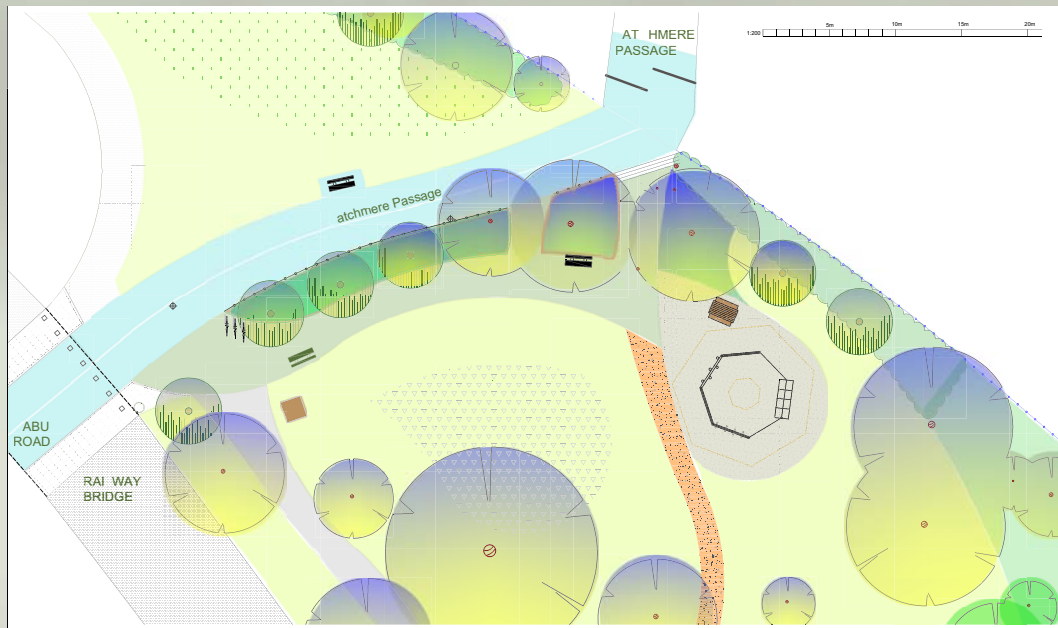 AT HMERE
PASSAGE
1:200
5m
10m
15m
20m
atchmere Passage
ABU
ROAD
RAI WAY
BRIDGE